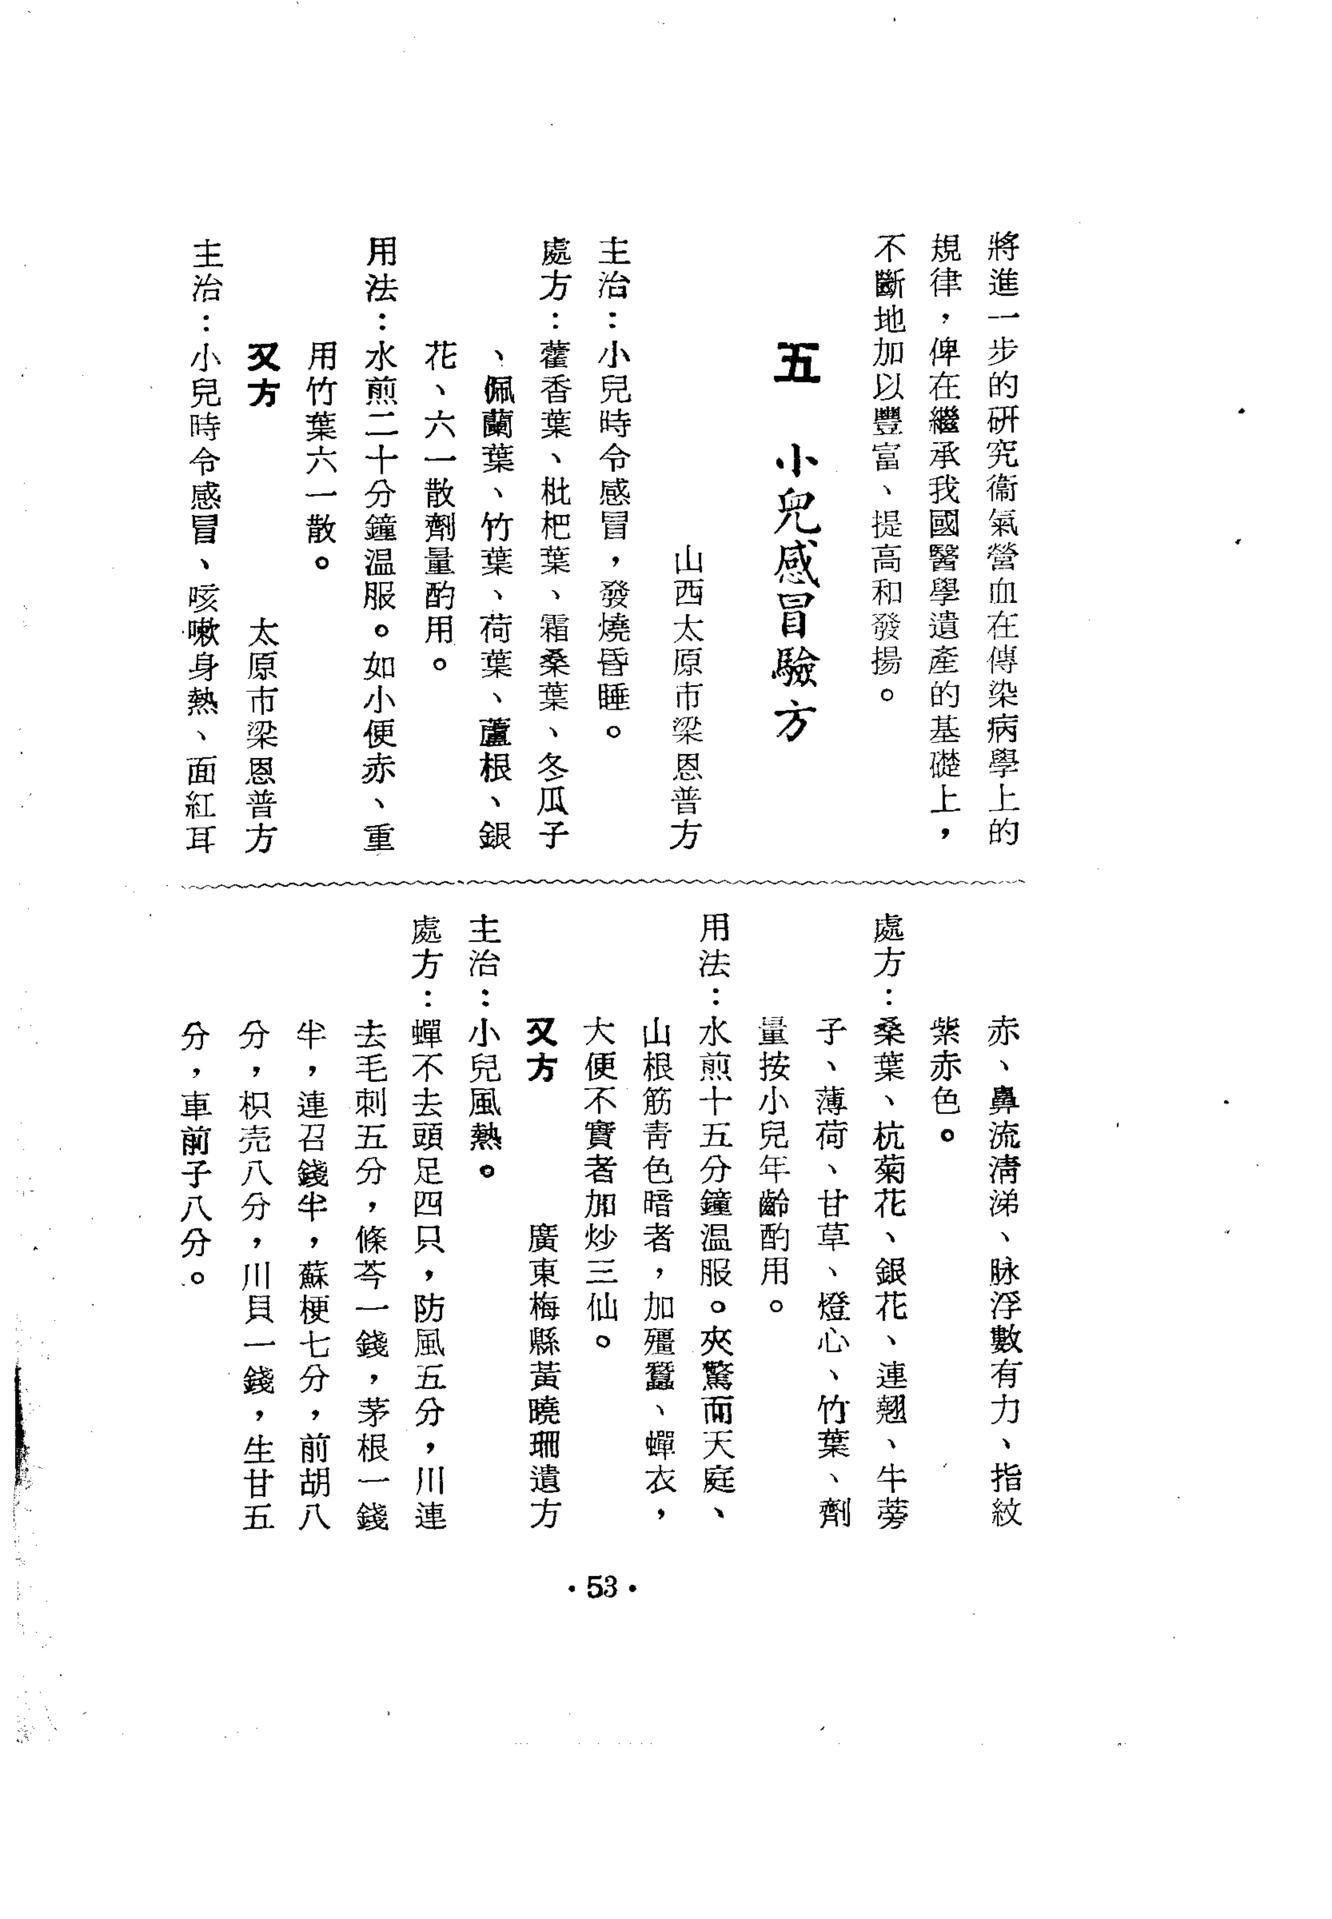 將進一步的研究衞氣營血在傳染病學上的
規律，俾在繼承我國醫學遺產的基礎上，
不斷地加以豐富、提高和發揚。
五　小兒感冒驗方
山西太原市梁恩普方
主治：小兒時令感冒，發燒昏睡。
處方：藿香葉、枇杷葉、霜桑葉、冬瓜子
、佩蘭葉、竹葉、荷葉、蘆根、銀
花、六一散劑量酌用。
用法：水煎二十分鐘温服。如小便赤、重
用竹葉六一散。
又方　太原市梁恩普方
主治：小兒時令感冒、咳嗽身熱、面紅耳
赤、鼻流淸涕、脉浮數有力、指紋
紫赤色。
處方：桑葉、杭菊花、銀花、連翹、牛蒡
子、薄荷、甘草、燈心、竹葉、劑
量按小兒年齡酌用。
用法：水煎十五分鐘温服。夾驚而天庭、
山根筋青色暗者，加殭蠶、蟬衣，
大便不實者加炒三仙。
又方　廣東梅縣黃曉珊遺方
主治：小兒風熱。
處方：蟬不去頭足四只，防風五分，川連
去毛刺五分，條芩一錢，茅根一錢
半，連召錢半，蘇梗七分，前胡八
分，枳壳八分，川貝一錢，生甘五
分，車前子八分。
·53·